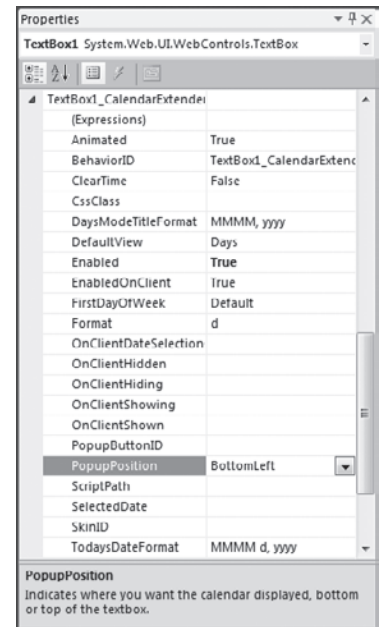 Properties
TextBox1 System.Web.UI.WebControls.TextBox
TextBox1_CalendarExtender
(Expressions)
Animated True
BehaviorID TextBox1_CalendarExtend
ClearTime False
CssClass
DaysModeTitleFormat MMMM, yyyy
DefaultView Days
Enabled True
EnabledOnClient True
FirstDayOfWeek Default
Format d
OnClientDateSelection
OnClientHidden
OnClientHiding
OnClientShowing
OnClientShown
PopupButtonID
PopupPosition BottomLeft
ScriptPath
SelectedDate
SkinID
TodaysDateFormat MMMM d, yyyy
PopupPosition
Indicates where you want the calendar displayed, bottom
or top of the textbox.